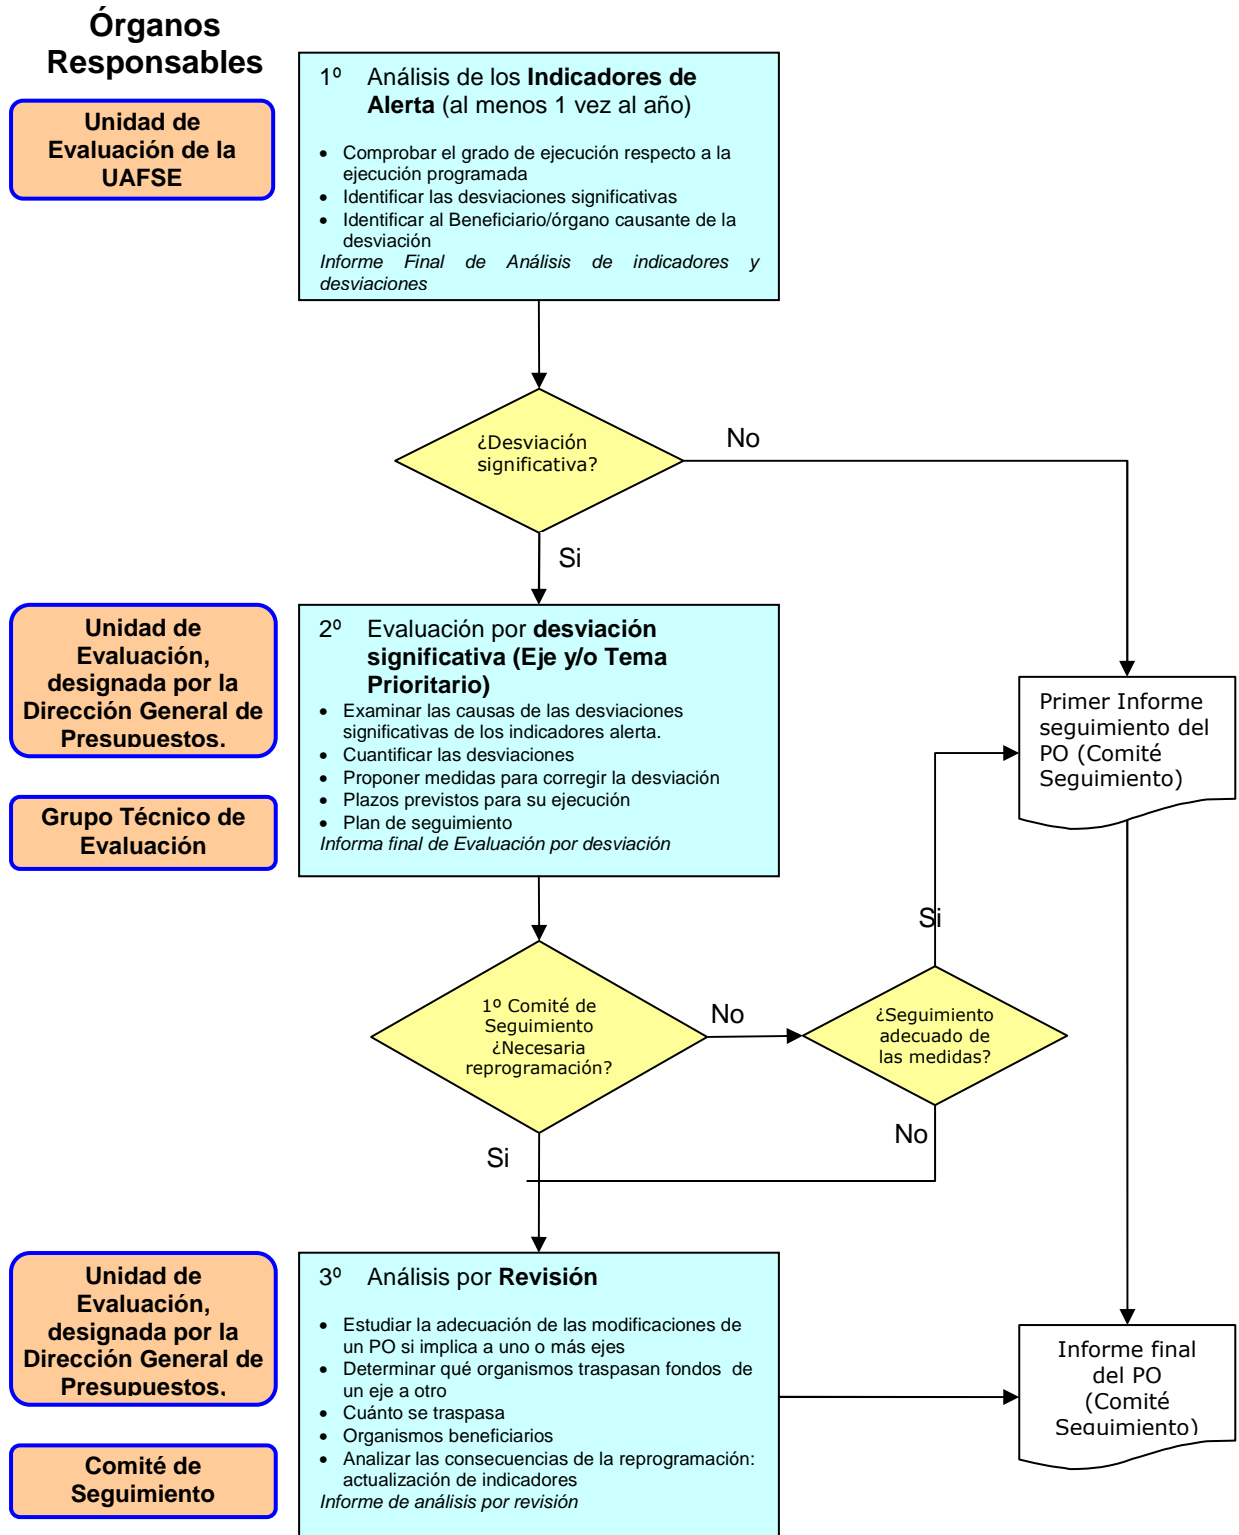 Órganos
Responsables
Unidad de
Evaluación de la
UAFSE
1º Análisis de los Indicadores de
Alerta (al menos 1 vez al año)
• Comprobar el grado de ejecución respecto a la
ejecución programada
• Identificar las desviaciones significativas
• Identificar al Beneficiario/órgano causante de la
desviación
Informe Final de Análisis de indicadores y
desviaciones
¿Desviación
significativa?
No
Si
Unidad de
Evaluación,
designada por la
Dirección General de
Presupuestos.
Grupo Técnico de
Evaluación
2º Evaluación por desviación
significativa (Eje y/o Tema
Prioritario)
• Examinar las causas de las desviaciones
significativas de los indicadores alerta.
• Cuantificar las desviaciones
• Proponer medidas para corregir la desviación
• Plazos previstos para su ejecución
• Plan de seguimiento
Informa final de Evaluación por desviación
Primer Informe
seguimiento del
PO (Comité
Seguimiento)
Si
1º Comité de
Seguimiento
¿Necesaria
reprogramación?
No
¿Seguimiento
adecuado de
las medidas?
No
Si
Unidad de
Evaluación,
designada por la
Dirección General de
Presupuestos.
Comité de
Seguimiento
3º Análisis por Revisión
• Estudiar la adecuación de las modificaciones de
un PO si implica a uno o más ejes
• Determinar qué organismos traspasan fondos de
un eje a otro
• Cuánto se traspasa
• Organismos beneficiarios
• Analizar las consecuencias de la reprogramación:
actualización de indicadores
Informe de análisis por revisión
Informe final
del PO
(Comité
Seguimiento)